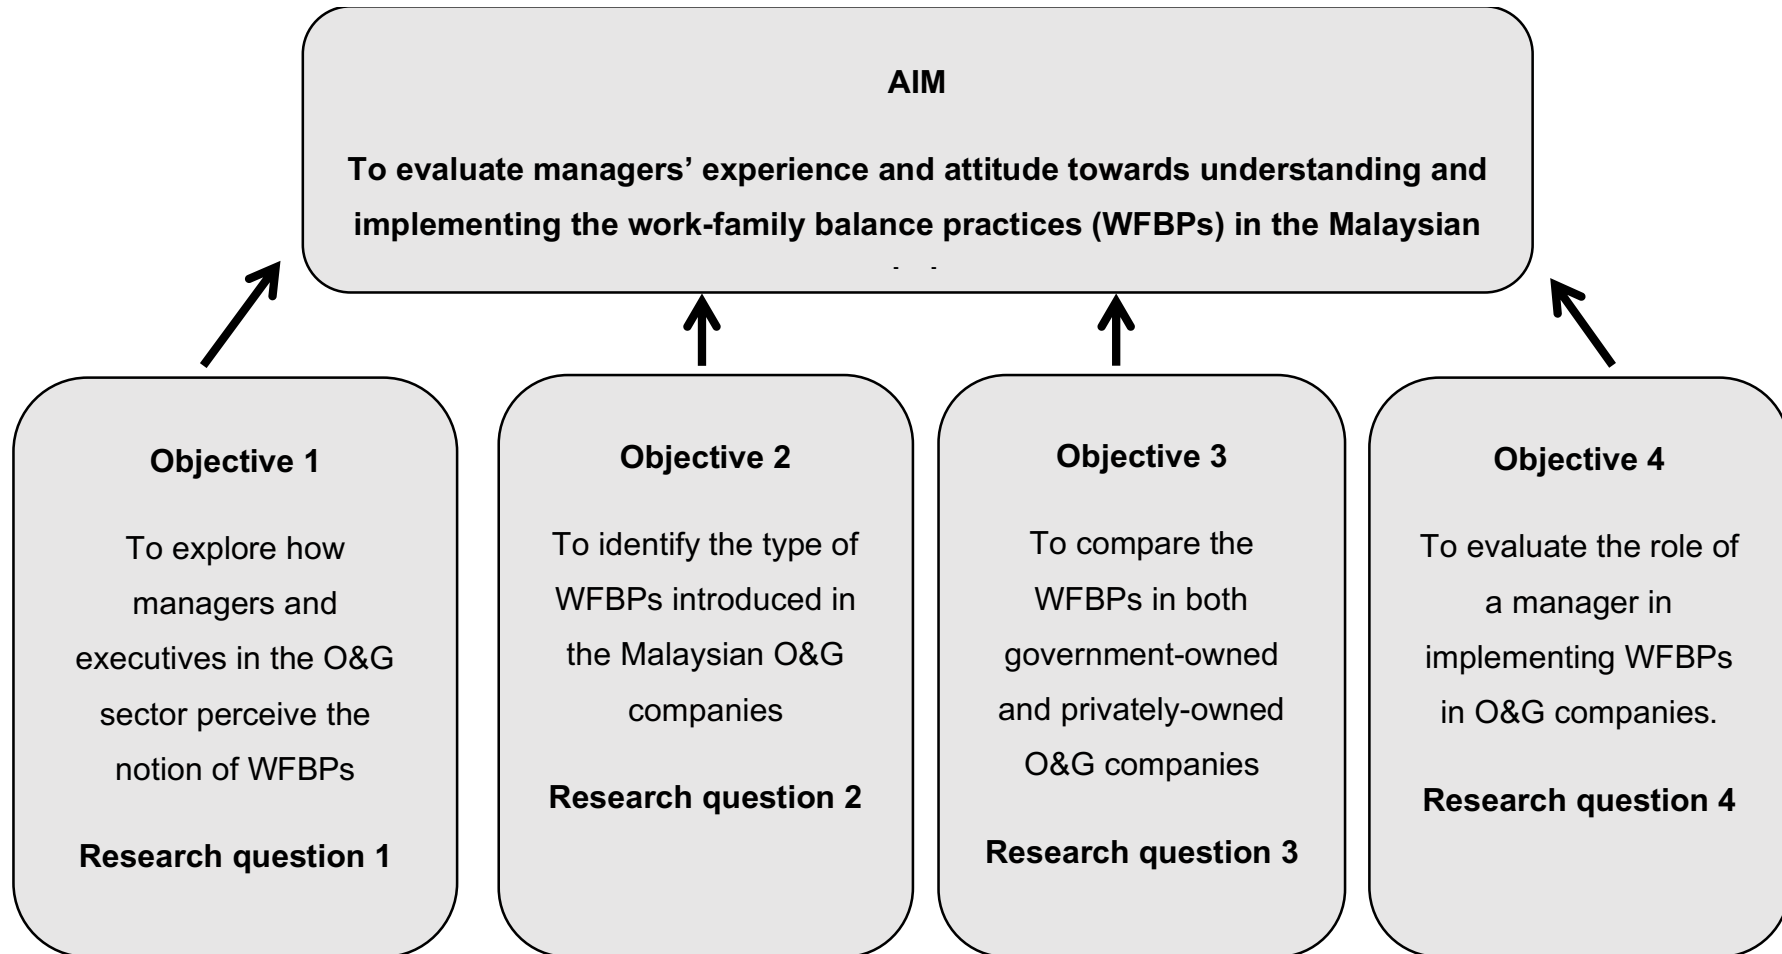 AIM
To evaluate managers’ experience and attitude towards understanding and
implementing the work-family balance practices (WFBPs) in the Malaysian
Objective 1
To explore how
managers and
executives in the O&G
sector perceive the
notion of WFBPs
Research question 1
Objective 2
To identify the type of
WFBPs introduced in
the Malaysian O&G
companies
Research question 2
Objective 3
To compare the
WFBPs in both
government-owned
and privately-owned
O&G companies
Research question 3
Objective 4
To evaluate the role of
a manager in
implementing WFBPs
in O&G companies.
Research question 4